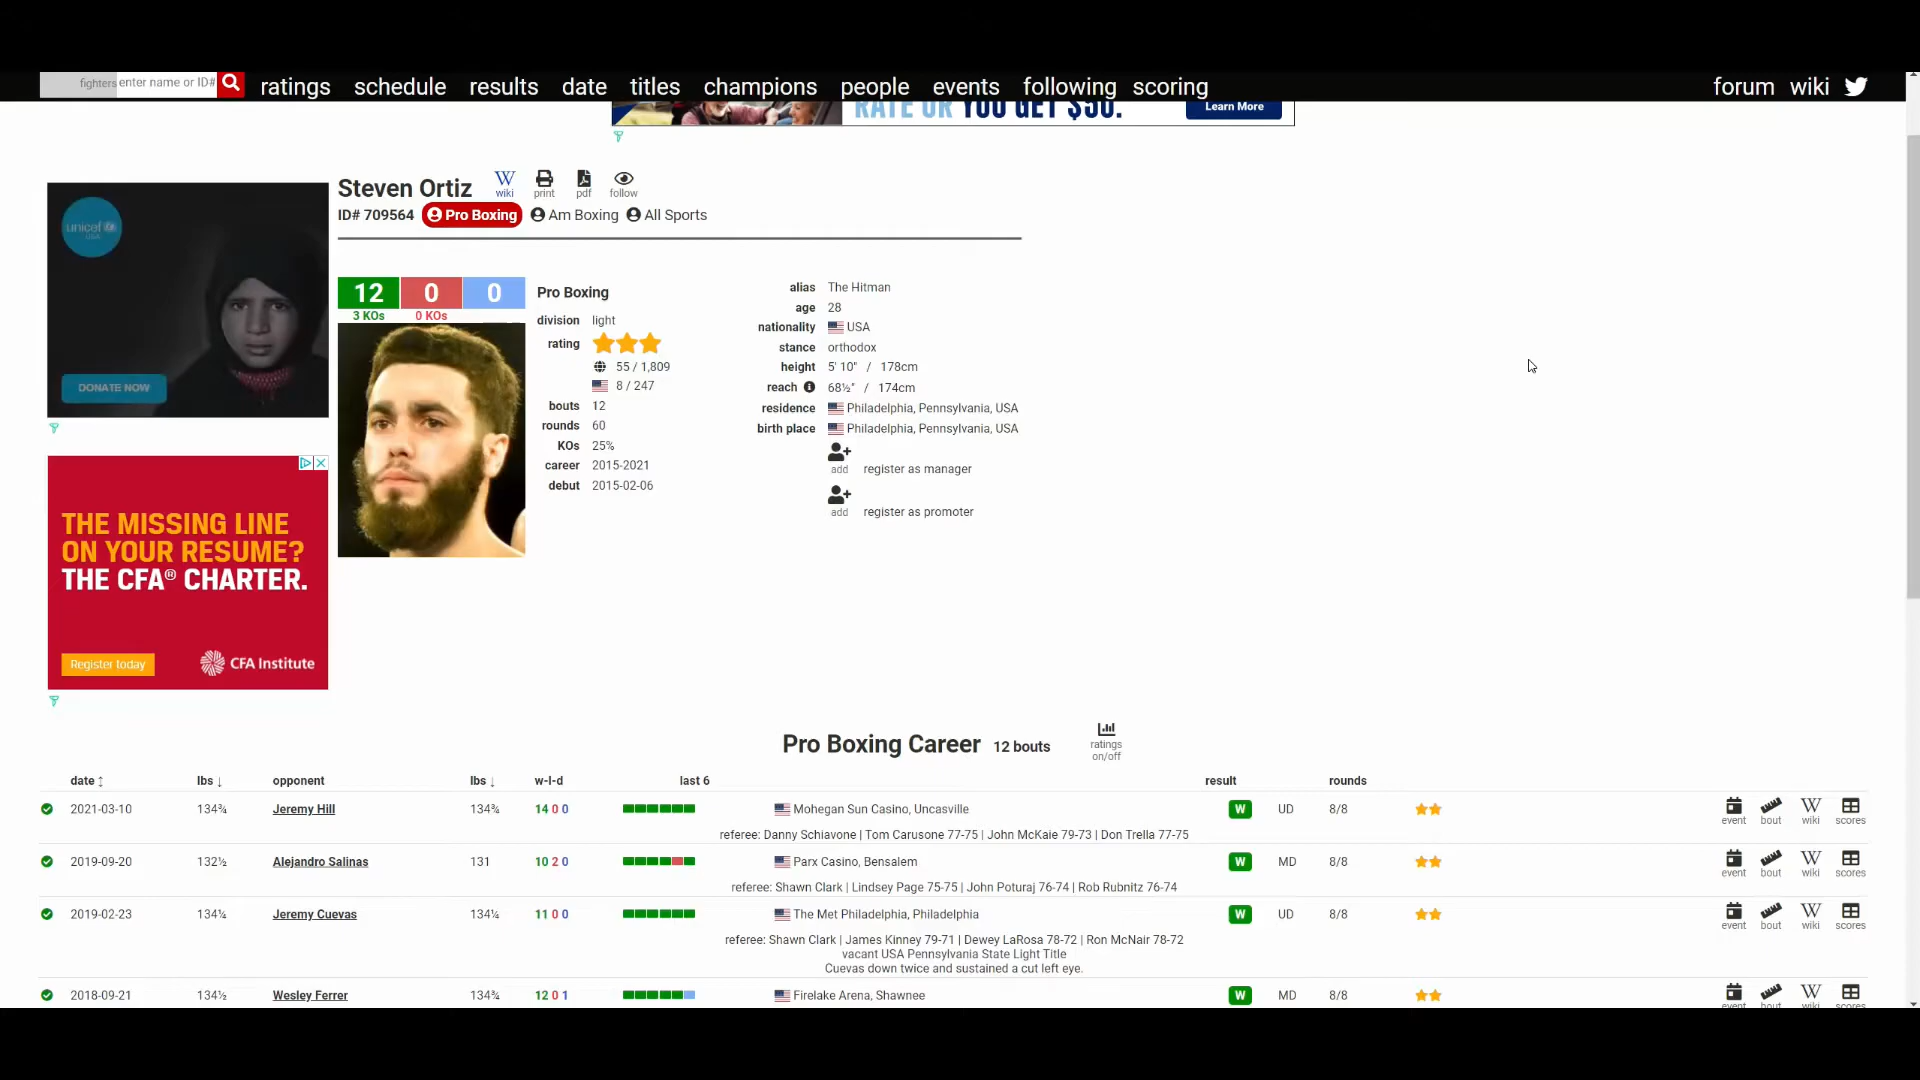 fighters enter name or ID# ratings schedule results date titles champions people events following scoring forum wiki
RATE OR YOU GET $50. Learn More
Steven Ortiz wiki print pdf follow
ID# 709564 Pro Boxing Am Boxing All Sports
unicef
USA
DONATE NOW
12 0 0
3 KOs 0 KOs
Pro Boxing
division light
rating
55 / 1,809
8 / 247
bouts 12
rounds 60
KOs 25%
career 2015-2021
debut 2015-02-06
alias The Hitman
age 28
nationality USA
stance orthodox
height 5' 10" / 178cm
reach 68½" / 174cm
residence Philadelphia, Pennsylvania, USA
birth place Philadelphia, Pennsylvania, USA
add register as manager
add register as promoter
THE MISSING LINE
ON YOUR RESUME?
THE CFA® CHARTER.
Register today CFA Institute
Pro Boxing Career 12 bouts ratings on/off
date lbs opponent lbs w-l-d last 6 result rounds
2021-03-10 134¾ Jeremy Hill 134¾ 14 0 0 Mohegan Sun Casino, Uncasville W UD 8/8 event bout wiki scores
referee: Danny Schiavone | Tom Carusone 77-75 | John McKaie 79-73 | Don Trella 77-75
2019-09-20 132½ Alejandro Salinas 131 10 2 0 Parx Casino, Bensalem W MD 8/8 event bout wiki scores
referee: Shawn Clark | Lindsey Page 75-75 | John Poturaj 76-74 | Rob Rubnitz 76-74
2019-02-23 134¼ Jeremy Cuevas 134¼ 11 0 0 The Met Philadelphia, Philadelphia W UD 8/8 event bout wiki scores
referee: Shawn Clark | James Kinney 79-71 | Dewey LaRosa 78-72 | Ron McNair 78-72
vacant USA Pennsylvania State Light Title
Cuevas down twice and sustained a cut left eye.
2018-09-21 134½ Wesley Ferrer 134¾ 12 0 1 Firelake Arena, Shawnee W MD 8/8 event bout wiki scores